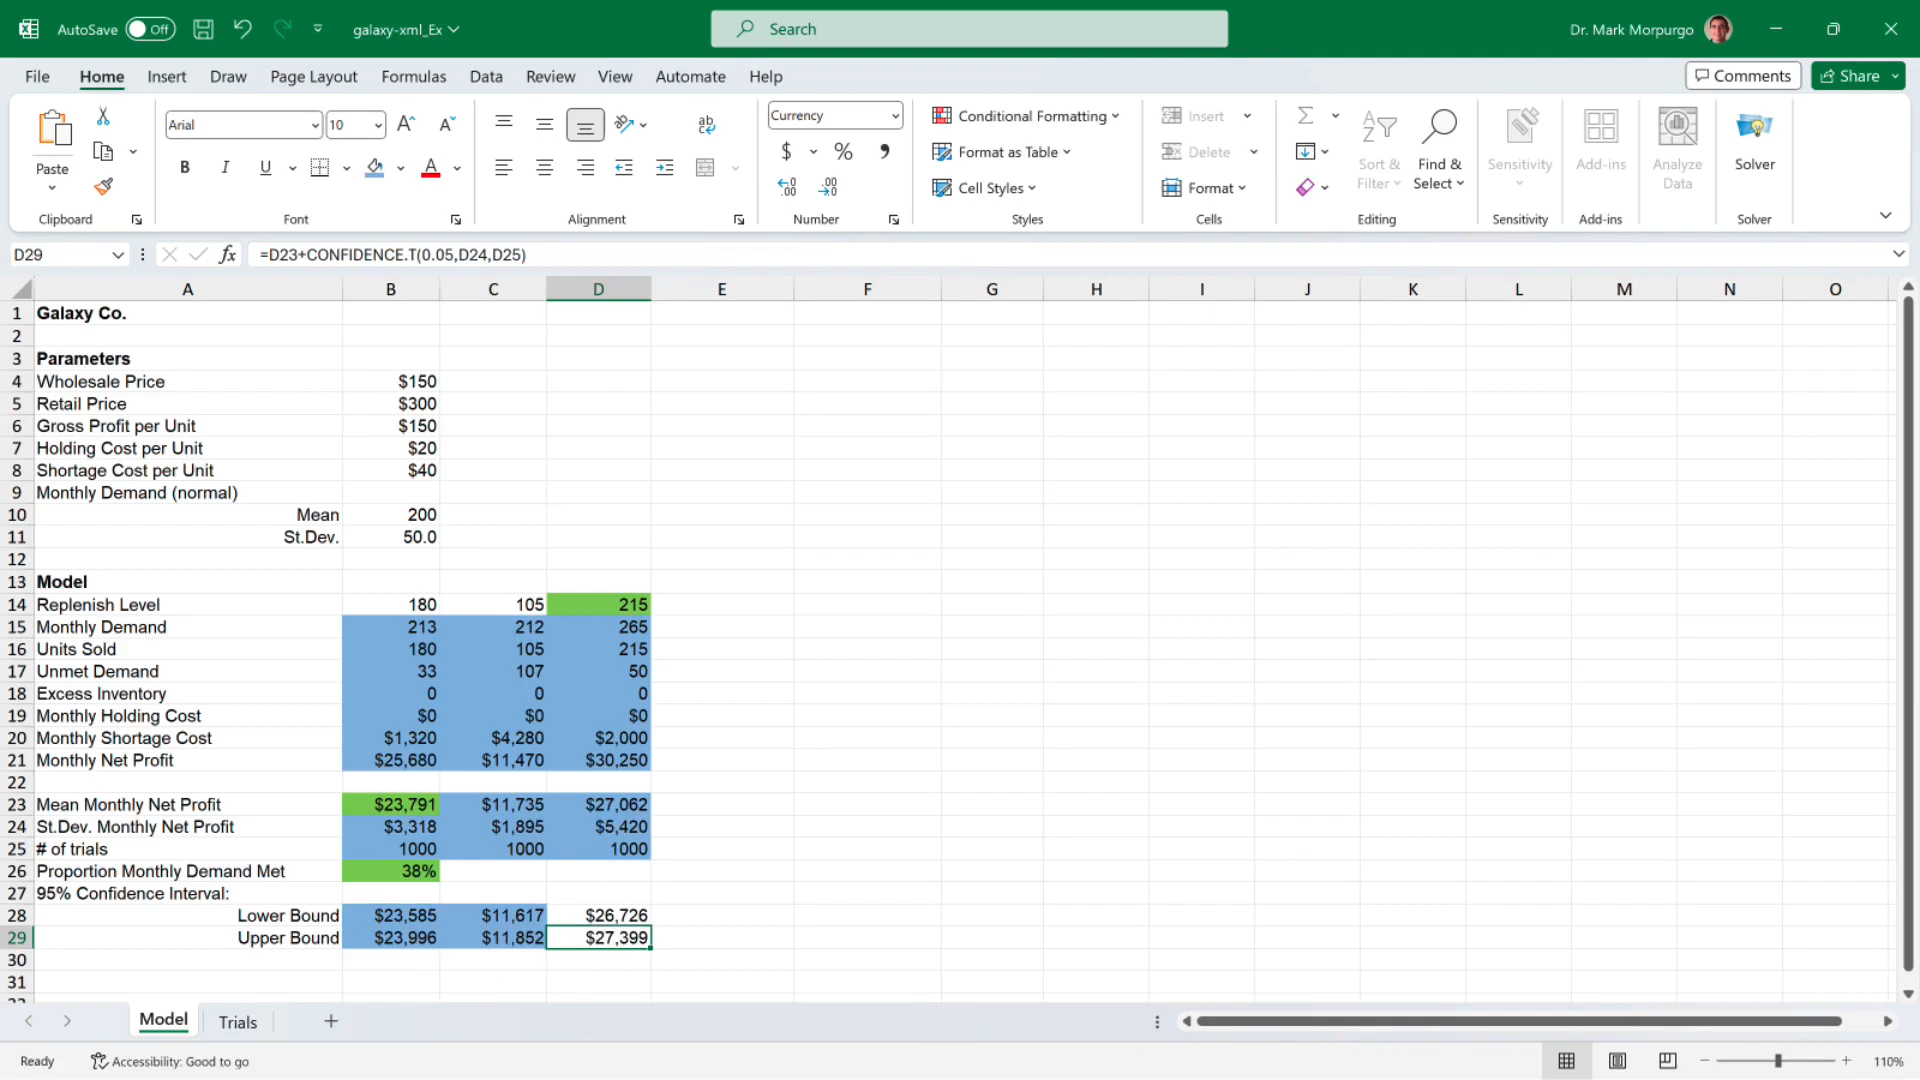 AutoSave Off galaxy-xml_Ex Search Dr. Mark Morpurgo
File Home Insert Draw Page Layout Formulas Data Review View Automate Help Comments Share
Paste
Clipboard
Arial 10
B I U A
Font
ab
Alignment
Currency
$ % 9
.00 .00
Number
Conditional Formatting
Format as Table
Cell Styles
Styles
Insert
Delete
Format
Cells
Sort & Filter
Find & Select
Editing
Sensitivity
Sensitivity
Add-ins
Add-ins
Analyze Data
Solver
Solver
D29 fx =D23+CONFIDENCE.T(0.05,D24,D25)
A B C D E F G H I J K L M N O
1 Galaxy Co.
2
3 Parameters
4 Wholesale Price $150
5 Retail Price $300
6 Gross Profit per Unit $150
7 Holding Cost per Unit $20
8 Shortage Cost per Unit $40
9 Monthly Demand (normal)
10 Mean 200
11 St.Dev. 50.0
12
13 Model
14 Replenish Level 180 105 215
15 Monthly Demand 213 212 265
16 Units Sold 180 105 215
17 Unmet Demand 33 107 50
18 Excess Inventory 0 0 0
19 Monthly Holding Cost $0 $0 $0
20 Monthly Shortage Cost $1,320 $4,280 $2,000
21 Monthly Net Profit $25,680 $11,470 $30,250
22
23 Mean Monthly Net Profit $23,791 $11,735 $27,062
24 St.Dev. Monthly Net Profit $3,318 $1,895 $5,420
25 # of trials 1000 1000 1000
26 Proportion Monthly Demand Met 38%
27 95% Confidence Interval:
28 Lower Bound $23,585 $11,617 $26,726
29 Upper Bound $23,996 $11,852 $27,399
30
31
Model Trials
Ready Accessibility: Good to go 110%